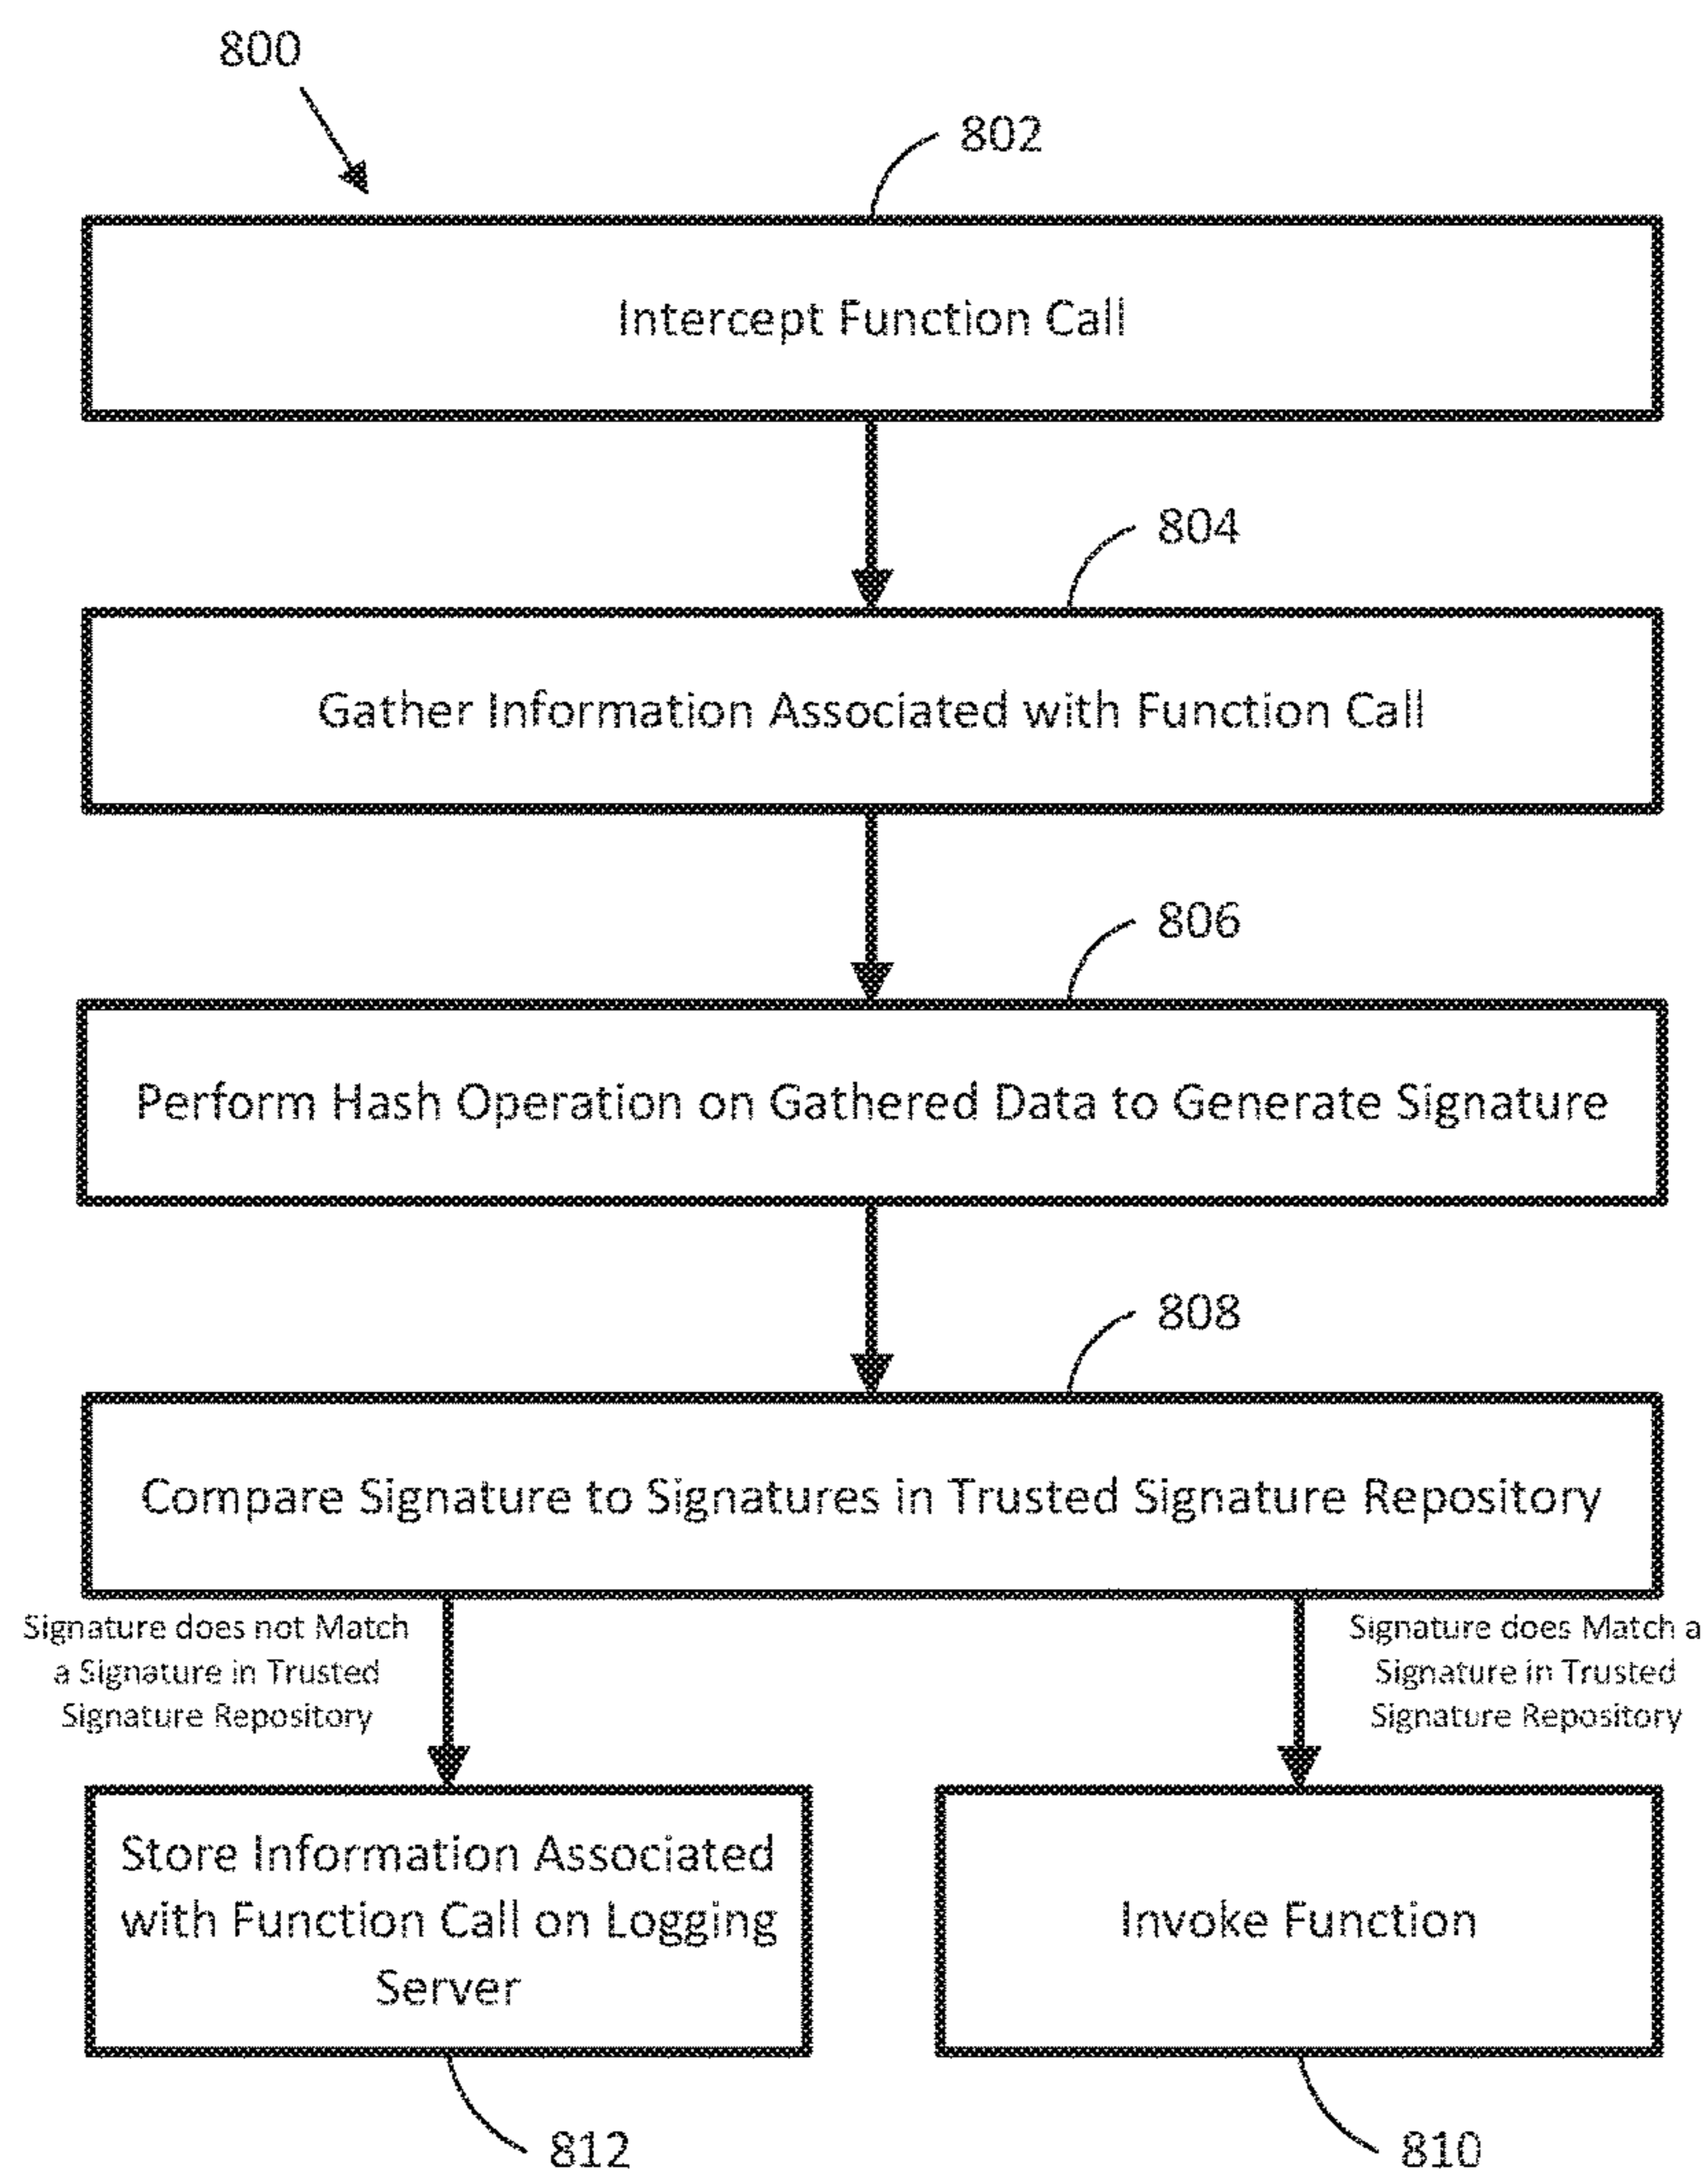 800
802
Intercept Function Call
804
Gather Information Associated with Function Call
806
Perform Hash Operation on Gathered Data to Generate Signature
808
Compare Signature to Signatures in Trusted Signature Repository
Signature does not Match
a Signature in Trusted
Signature Repository
Signature does Match a
Signature in Trusted
Signature Repository
Store Information Associated
with Function Call on Logging
Server
Invoke Function
812
810